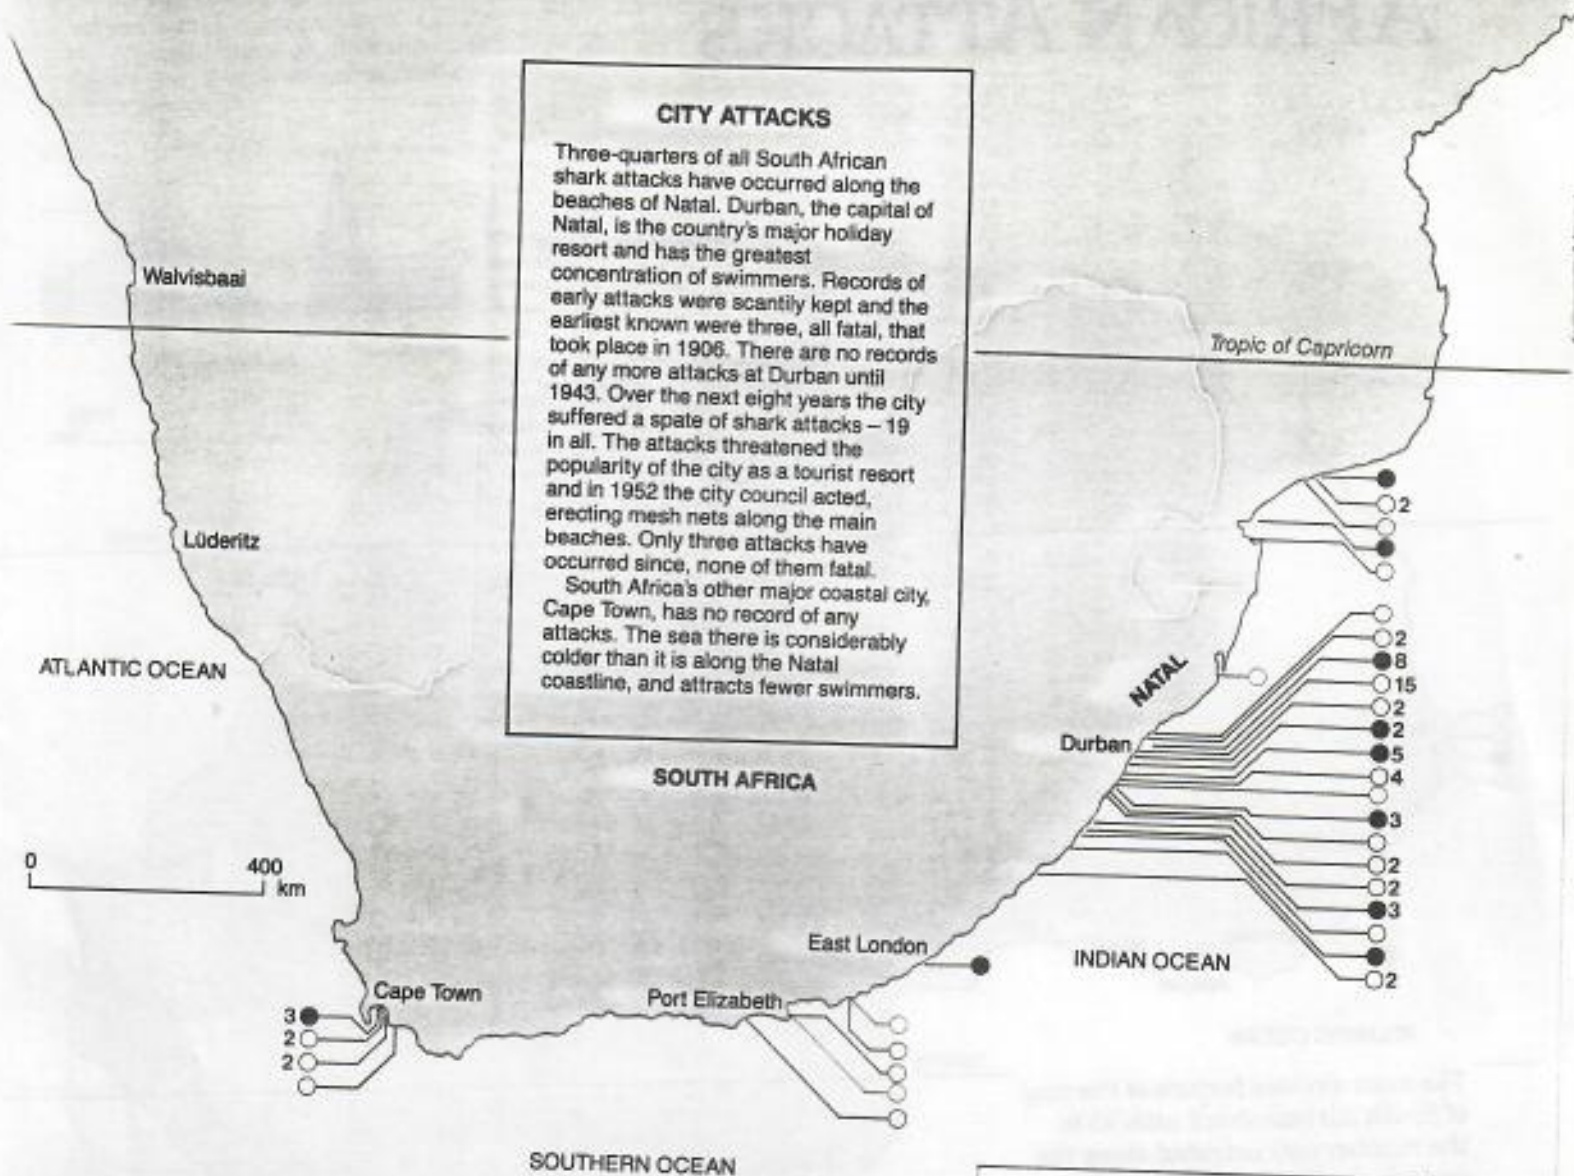 CITY ATTACKS
Three-quarters of all South African
shark attacks have occurred along the
beaches of Natal. Durban, the capital of
Natal, is the country's major holiday
resort and has the greatest
concentration of swimmers. Records of
early attacks were scantily kept and the
earliest known were three, all fatal, that
took place in 1906. There are no records
of any more attacks at Durban until
1943. Over the next eight years the city
suffered a spate of shark attacks – 19
in all. The attacks threatened the
popularity of the city as a tourist resort
and in 1952 the city council acted,
erecting mesh nets along the main
beaches. Only three attacks have
occurred since, none of them fatal.
South Africa's other major coastal city,
Cape Town, has no record of any
attacks. The sea there is considerably
colder than it is along the Natal
coastline, and attracts fewer swimmers.
Walvisbaai
Tropic of Capricorn
Lüderitz
2
ATLANTIC OCEAN
NATAL
Durban
2
8
15
2
2
5
4
3
2
2
3
2
SOUTH AFRICA
0
400
km
East London
INDIAN OCEAN
Cape Town
Port Elizabeth
3
2
2
SOUTHERN OCEAN